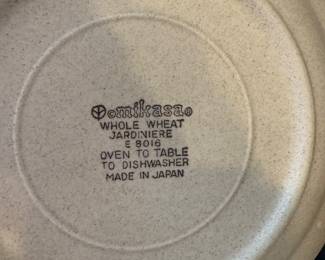 ©mikasa®
WHOLE WHEAT
JARDINIERE
E 8016
OVEN TO TABLE
TO DISHWASHER
MADE IN JAPAN